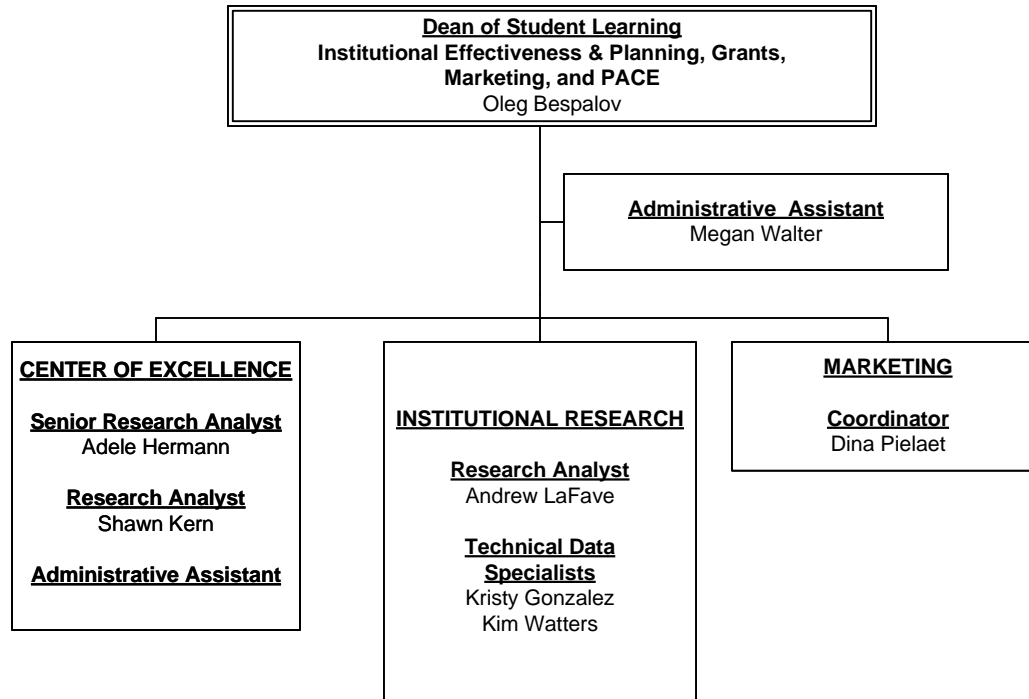 Dean of Student Learning
Institutional Effectiveness & Planning, Grants,
Marketing, and PACE
Oleg Bespalov
Administrative Assistant
Megan Walter
CENTER OF EXCELLENCE
Senior Research Analyst
Adele Hermann
Research Analyst
Shawn Kern
Administrative Assistant
INSTITUTIONAL RESEARCH
Research Analyst
Andrew LaFave
Technical Data
Specialists
Kristy Gonzalez
Kim Watters
MARKETING
Coordinator
Dina Pielaet